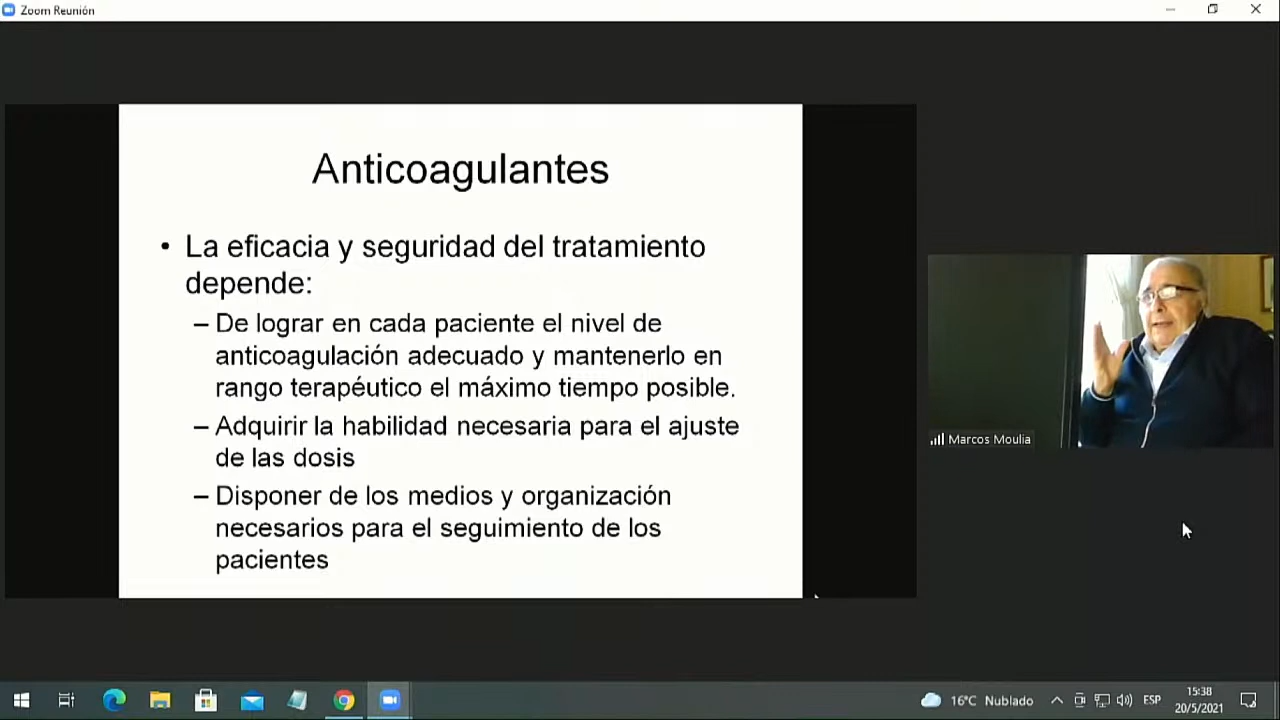 Zoom Reunión
Anticoagulantes
• La eficacia y seguridad del tratamiento
depende:
– De lograr en cada paciente el nivel de
anticoagulación adecuado y mantenerlo en
rango terapéutico el máximo tiempo posible.
– Adquirir la habilidad necesaria para el ajuste
de las dosis
– Disponer de los medios y organización
necesarios para el seguimiento de los
pacientes
Marcos Moulia
16°C Nublado
ESP
15:38
20/5/2021